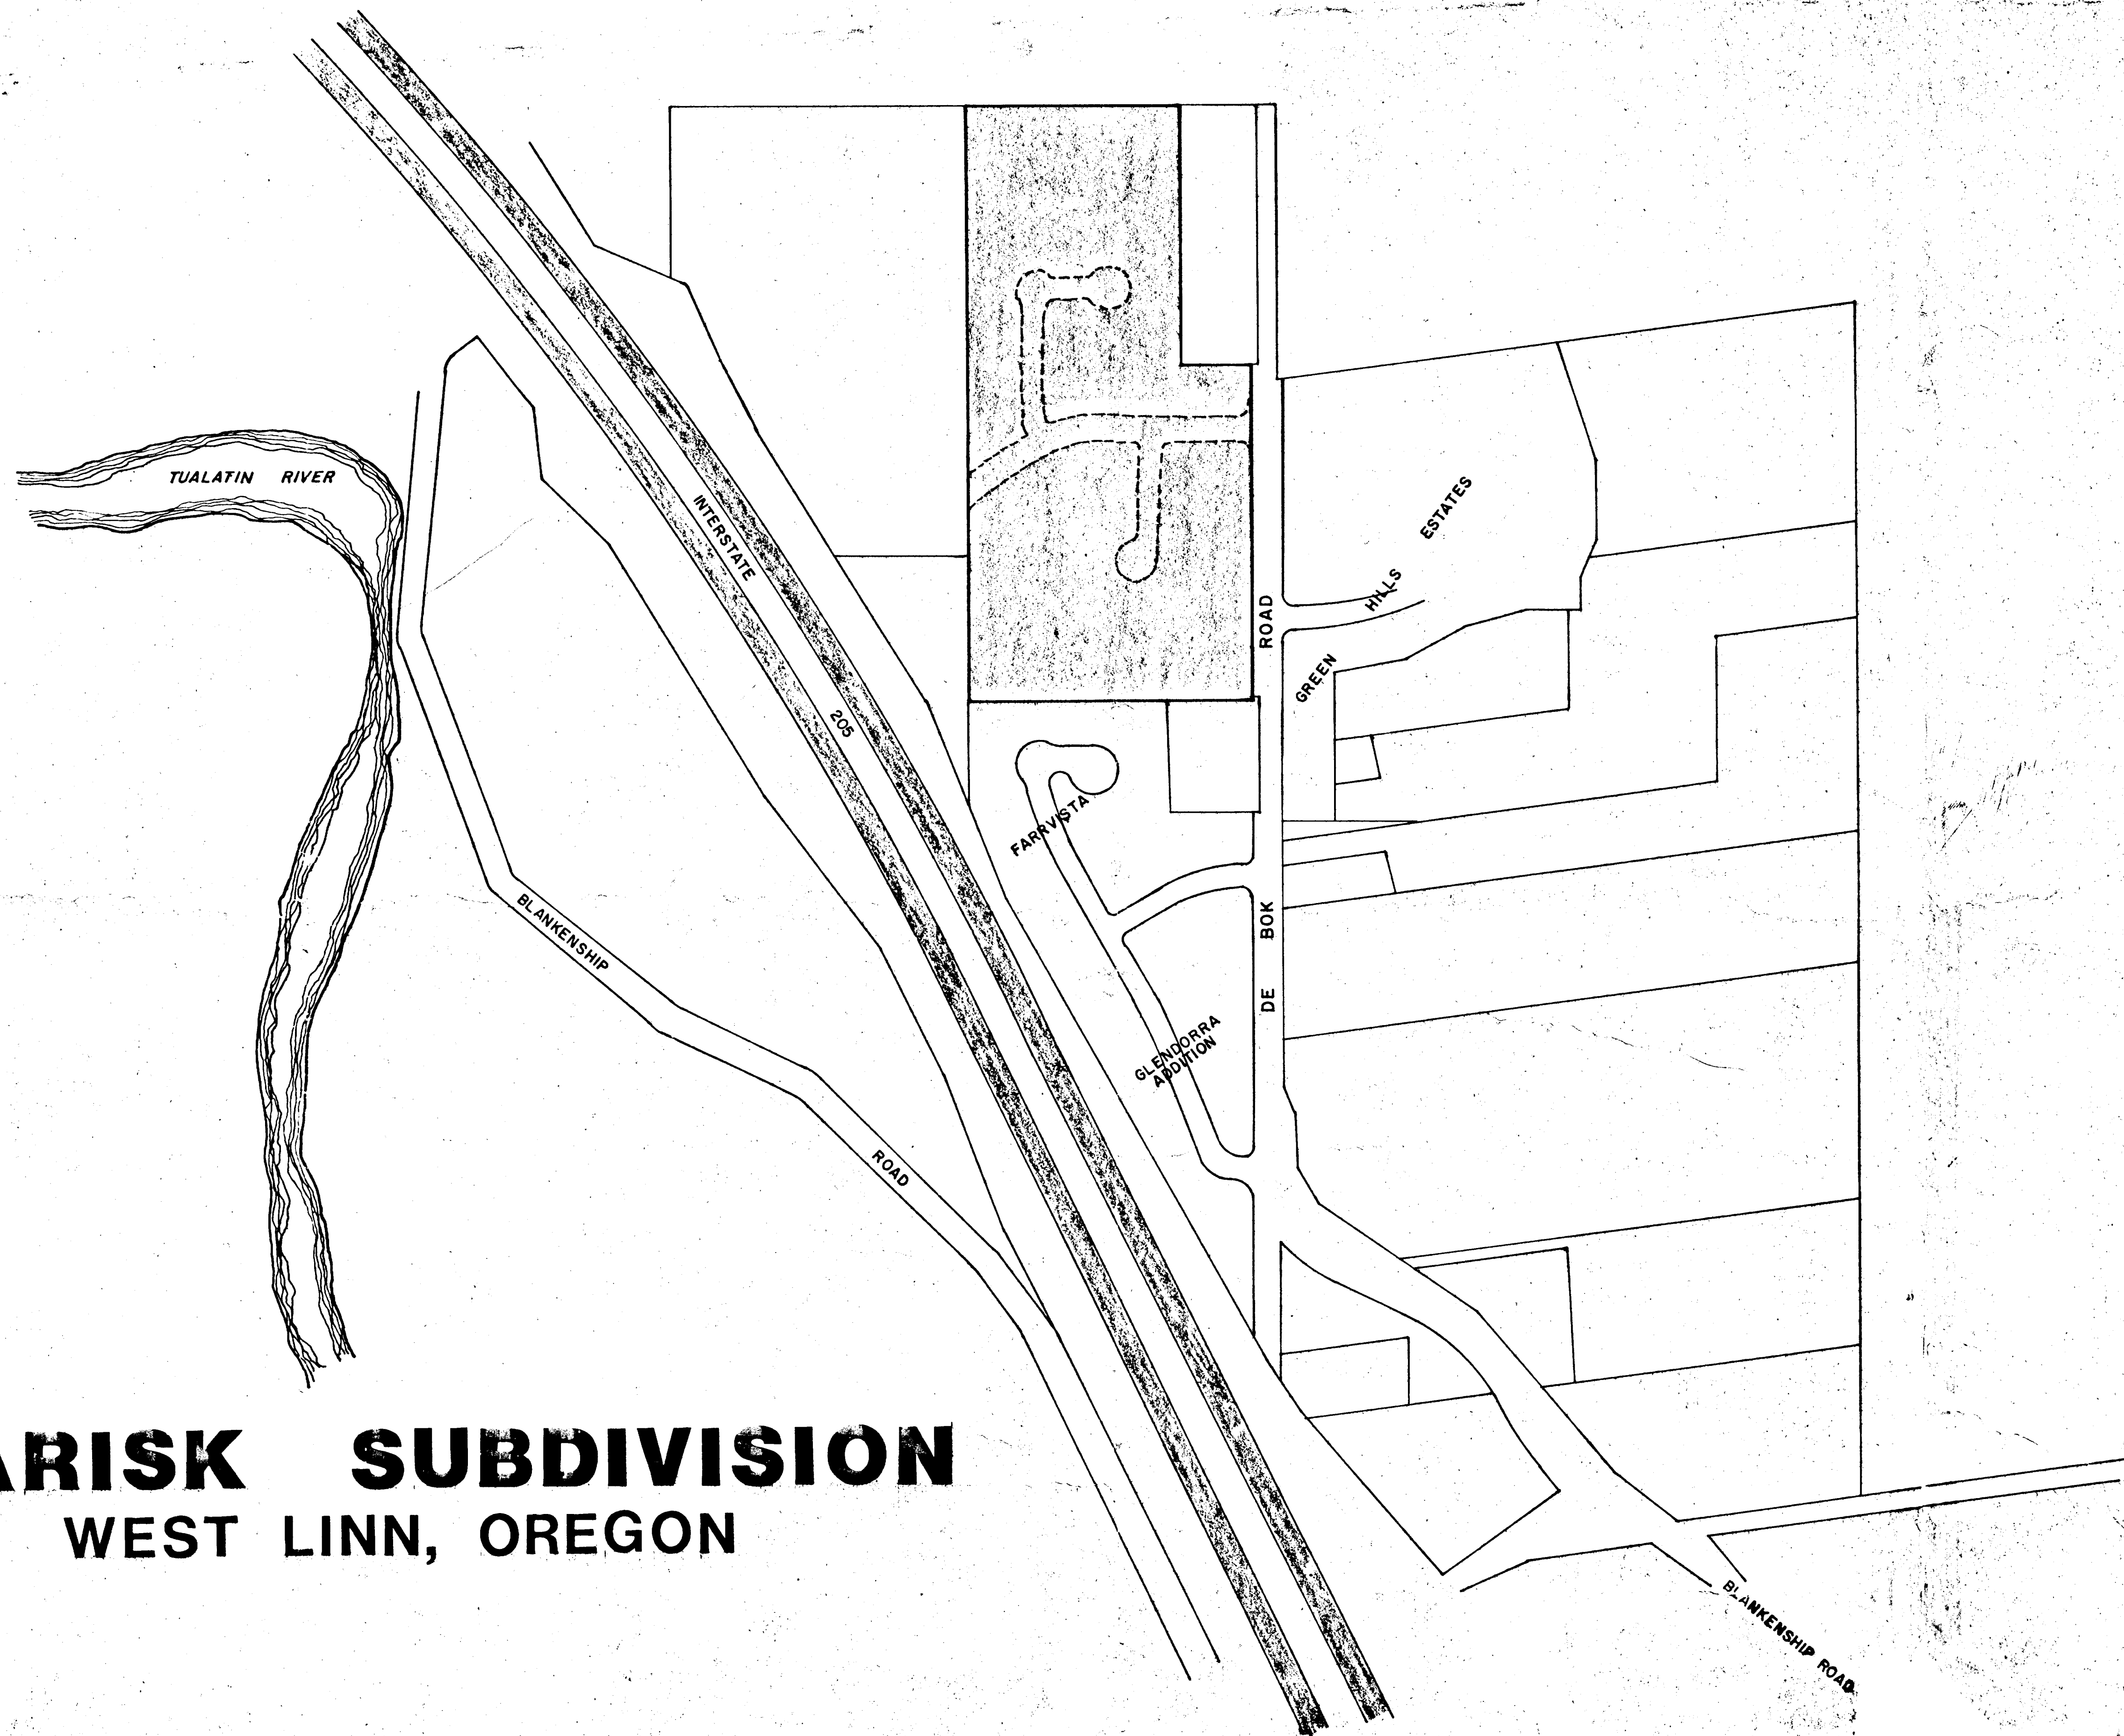 TUALATIN RIVER
INTERSTATE
205
ESTATES
HILLS
GREEN
ROAD
BOK
DE
FARRVISTA
GLENDORRA
ADDITION
BLANKENSHIP
ROAD
ARISK SUBDIVISION
WEST LINN, OREGON
BLANKENSHIP ROAD